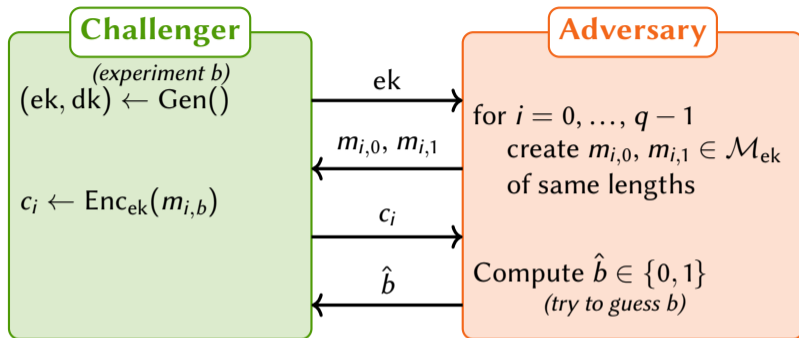 Challenger
(experiment b)
(ek, dk) ← Gen()
c_i ← Enc_ek(m_{i,b})
ek
m_{i,0}, m_{i,1}
c_i
b̂
Adversary
for i = 0, …, q − 1
create m_{i,0}, m_{i,1} ∈ ℳ_ek
of same lengths
Compute b̂ ∈ {0, 1}
(try to guess b)